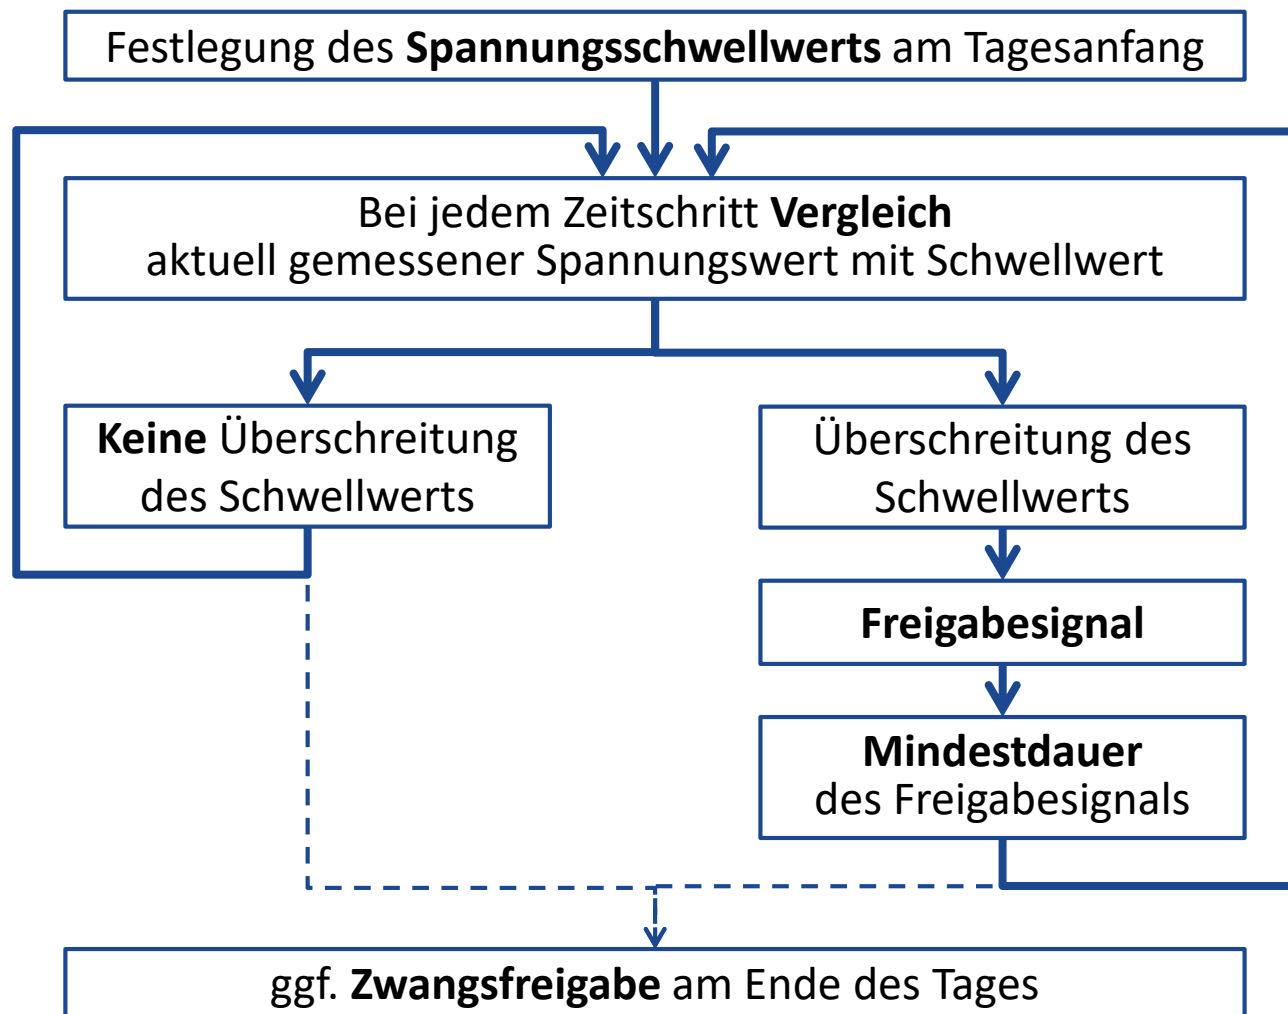 Festlegung des Spannungsschwellwerts am Tagesanfang
Bei jedem Zeitschritt Vergleich
aktuell gemessener Spannungswert mit Schwellwert
Keine Überschreitung
des Schwellwerts
Überschreitung des
Schwellwerts
Freigabesignal
Mindestdauer
des Freigabesignals
ggf. Zwangsfreigabe am Ende des Tages